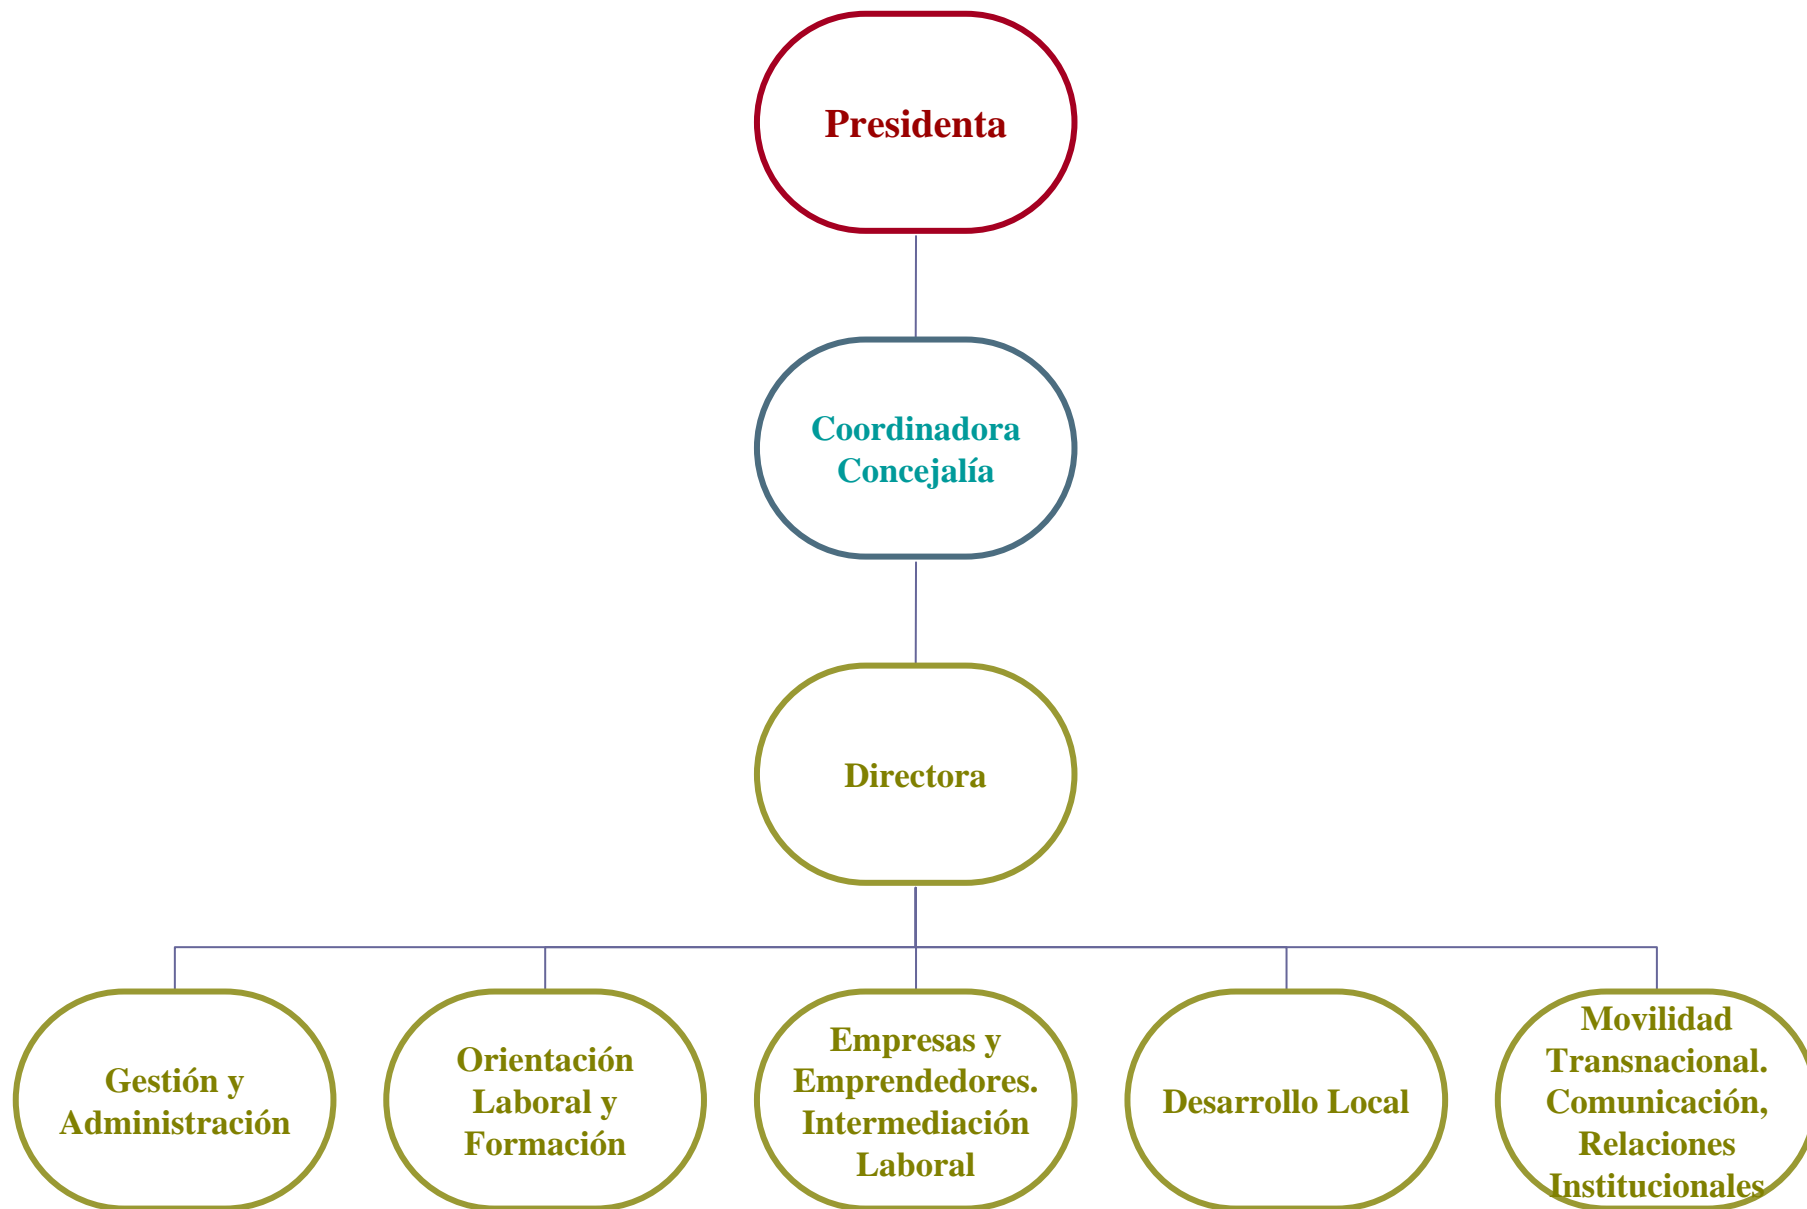 Presidenta
Coordinadora
Concejalía
Directora
Gestión y
Administración
Orientación
Laboral y
Formación
Empresas y
Emprendedores.
Intermediación
Laboral
Desarrollo Local
Movilidad
Transnacional.
Comunicación,
Relaciones
Institucionales